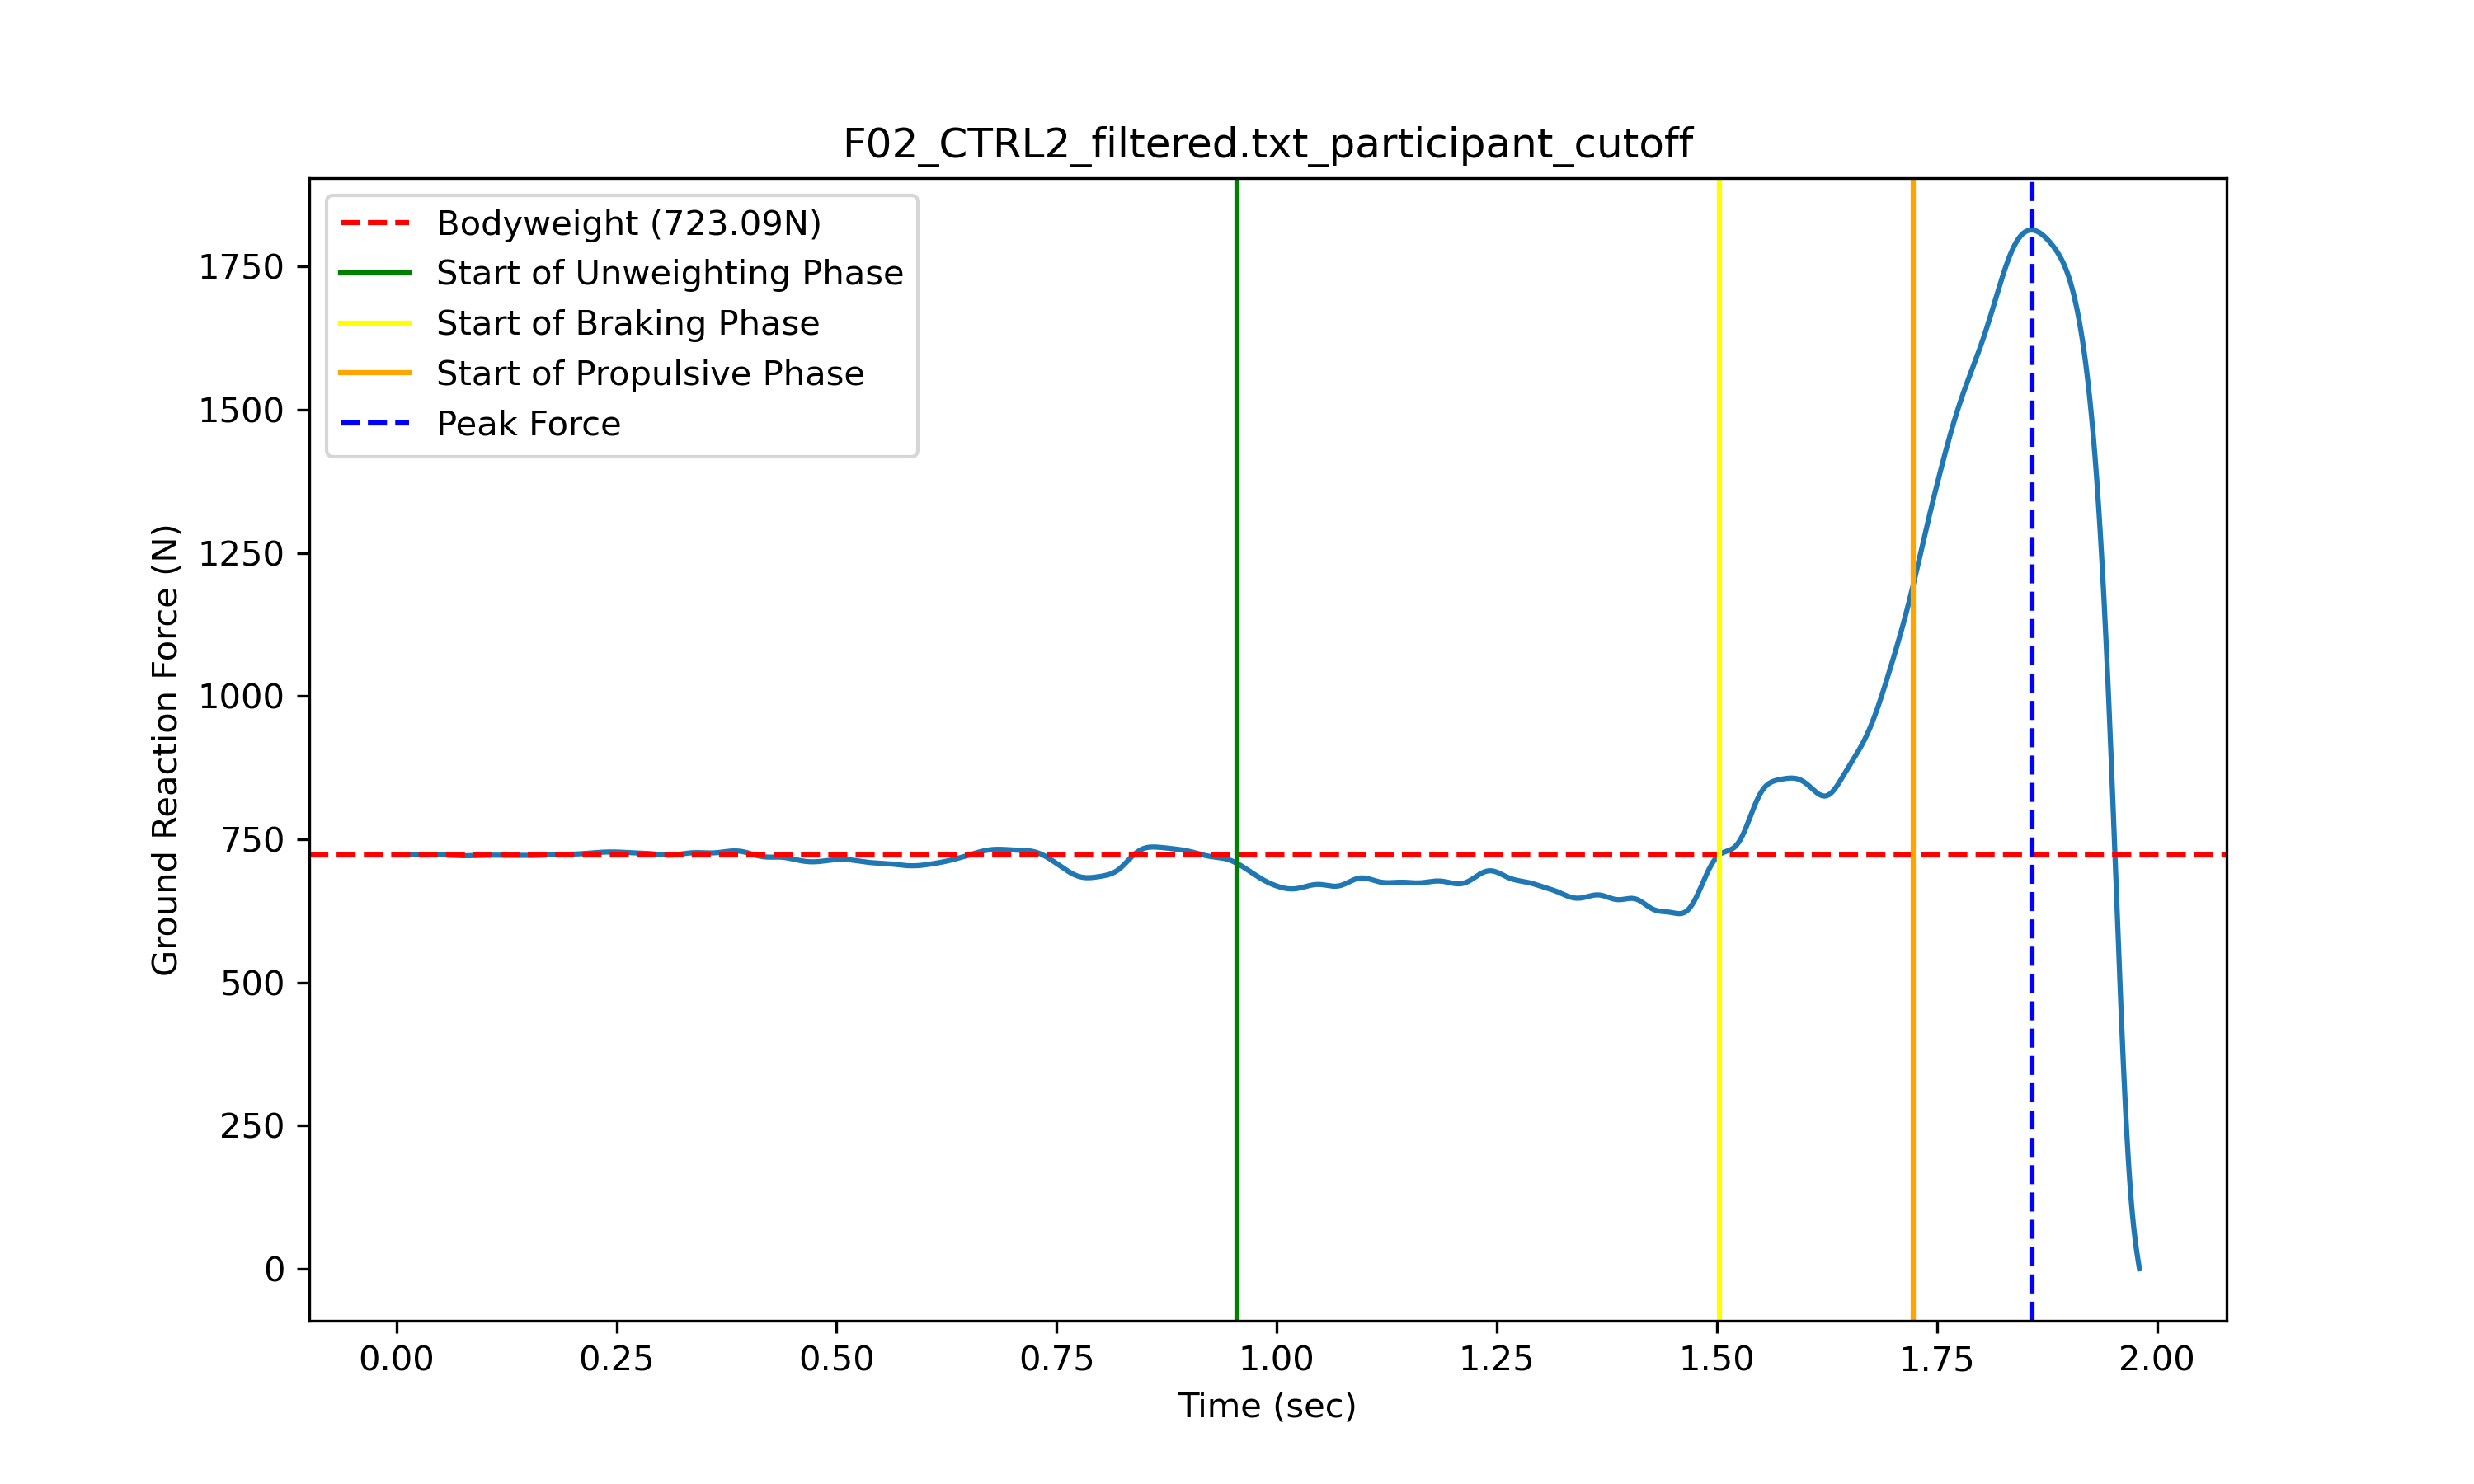 F02_CTRL2_filtered.txt_participant_cutoff
Bodyweight (723.09N)
Start of Unweighting Phase
Start of Braking Phase
Start of Propulsive Phase
Peak Force
Ground Reaction Force (N)
1750
1500
1250
1000
750
500
250
0
0.00 0.25 0.50 0.75 1.00 1.25 1.50 1.75 2.00
Time (sec)